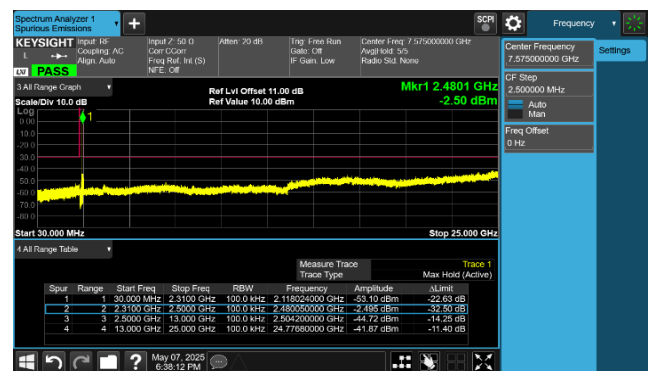 Spectrum Analyzer 1
Spurious Emissions
SCPI
Frequency
KEYSIGHT
Input: RF
Coupling: AC
Align: Auto
Input Z: 50 Ω
Corr CCorr
Freq Ref: Int (S)
NFE: Off
Atten: 20 dB
Trig: Free Run
Gate: Off
IF Gain: Low
Center Freq: 7.575000000 GHz
Avg|Hold: 5/5
Radio Std: None
L
LXI
PASS
Center Frequency
7.575000000 GHz
Settings
CF Step
2.500000 MHz
Auto
Man
Freq Offset
0 Hz
3 All Range Graph
Scale/Div 10.0 dB
Ref Lvl Offset 11.00 dB
Ref Value 10.00 dBm
Mkr1 2.4801 GHz
-2.50 dBm
Log
0.00
1
-10.0
-20.0
-30.0
-40.0
-50.0
-60.0
-70.0
-80.0
Start 30.000 MHz
Stop 25.000 GHz
4 All Range Table
Measure Trace Trace 1
Trace Type Max Hold (Active)
Spur Range Start Freq Stop Freq RBW Frequency Amplitude ΔLimit
1 1 30.000 MHz 2.3100 GHz 100.0 kHz 2.118024000 GHz -53.10 dBm -22.63 dB
2 2 2.3100 GHz 2.5000 GHz 100.0 kHz 2.480050000 GHz -2.495 dBm -32.50 dB
3 3 2.5000 GHz 13.000 GHz 100.0 kHz 2.504200000 GHz -44.72 dBm -14.25 dB
4 4 13.000 GHz 25.000 GHz 100.0 kHz 24.77680000 GHz -41.87 dBm -11.40 dB
?
May 07, 2025
6:38:12 PM